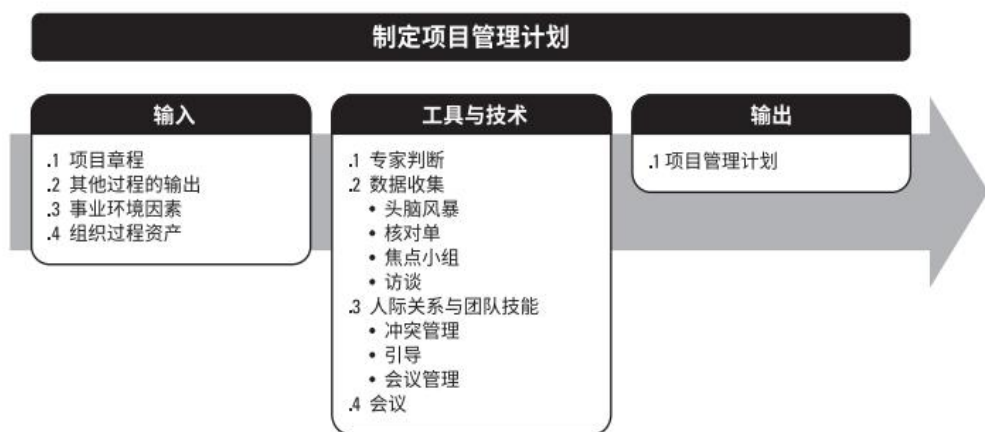 制定项目管理计划
输入
.1 项目章程
.2 其他过程的输出
.3 事业环境因素
.4 组织过程资产
工具与技术
.1 专家判断
.2 数据收集
• 头脑风暴
• 核对单
• 焦点小组
• 访谈
.3 人际关系与团队技能
• 冲突管理
• 引导
• 会议管理
.4 会议
输出
.1 项目管理计划